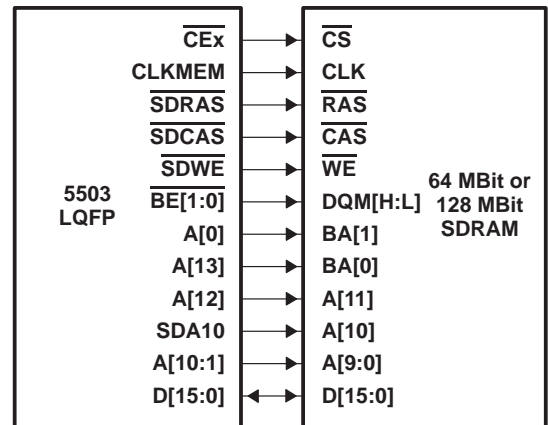 CEx CS
CLKMEM CLK
SDRAS RAS
SDCAS CAS
SDWE WE
5503
LQFP
BE[1:0] DQM[H:L]
64 MBit or
128 MBit
SDRAM
A[0] BA[1]
A[13] BA[0]
A[12] A[11]
SDA10 A[10]
A[10:1] A[9:0]
D[15:0] D[15:0]